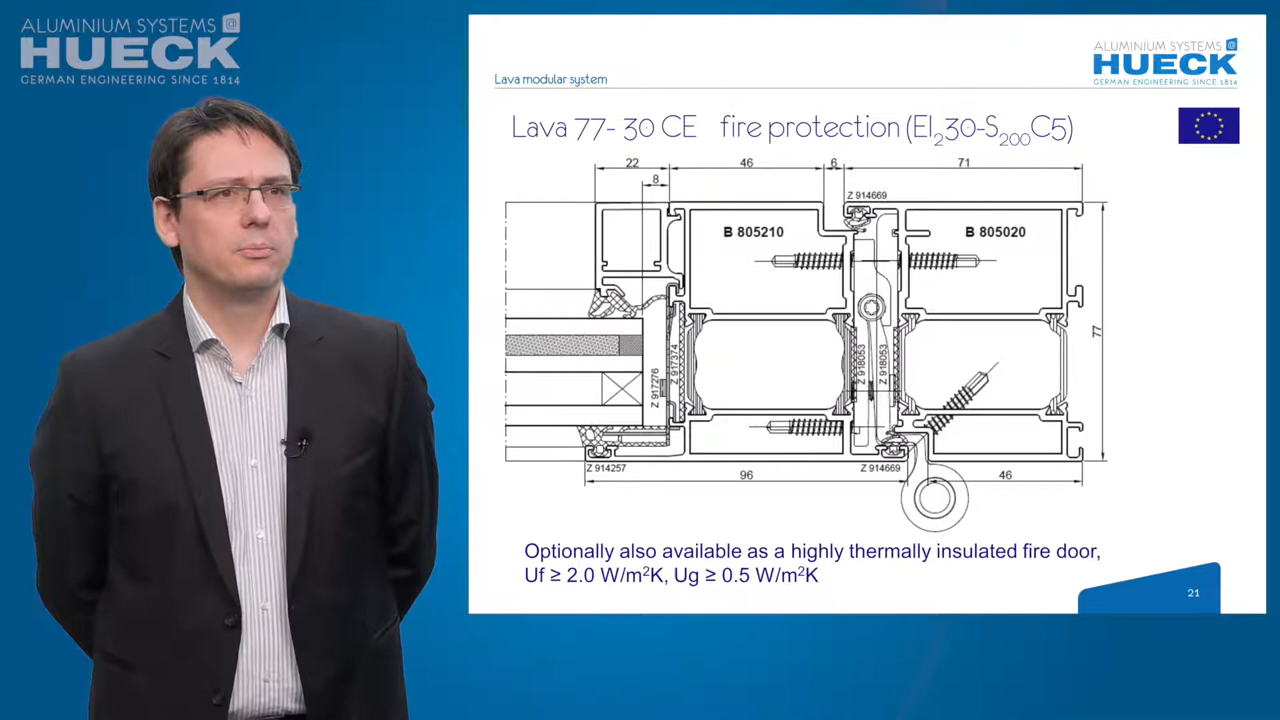 ALUMINIUM SYSTEMS
HUECK
GERMAN ENGINEERING SINCE 1814
ALUMINIUM SYSTEMS
HUECK
GERMAN ENGINEERING SINCE 1814
Lava modular system
Lava 77- 30 CE fire protection (EI₂30-S₂₀₀C5)
22 46 6 71
8
Z 914669
B 805210 B 805020
77
Z 917276
Z 917374
Z 918053
Z 918053
Z 914257 Z 914669
96 46
Optionally also available as a highly thermally insulated fire door,
Uf ≥ 2.0 W/m²K, Ug ≥ 0.5 W/m²K
21